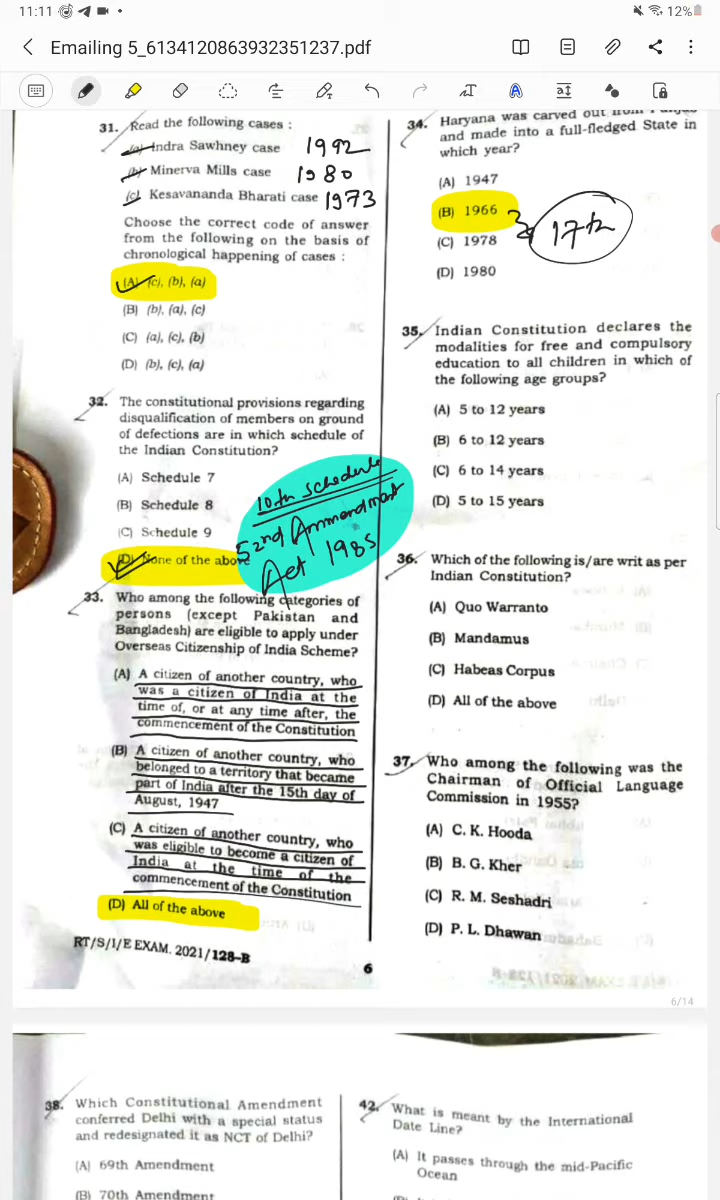 11:11
12%
Emailing 5_6134120863932351237.pdf
31. Read the following cases :
(a) Indra Sawhney case 1992
(b) Minerva Mills case 1980
(c) Kesavananda Bharati case 1973
Choose the correct code of answer
from the following on the basis of
chronological happening of cases :
(A) (c), (b), (a)
(B) (b), (a), (c)
(C) (a), (c), (b)
(D) (b), (c), (a)
32. The constitutional provisions regarding
disqualification of members on ground
of defections are in which schedule of
the Indian Constitution?
(A) Schedule 7
(B) Schedule 8
(C) Schedule 9
(D) None of the above
10th Schedule
52nd Ammendment
Act 1985
33. Who among the following categories of
persons (except Pakistan and
Bangladesh) are eligible to apply under
Overseas Citizenship of India Scheme?
(A) A citizen of another country, who
was a citizen of India at the
time of, or at any time after, the
commencement of the Constitution
(B) A citizen of another country, who
belonged to a territory that became
part of India after the 15th day of
August, 1947
(C) A citizen of another country, who
was eligible to become a citizen of
India at the time of the
commencement of the Constitution
(D) All of the above
RT/S/I/E EXAM. 2021/128-B
6
34. Haryana was carved out from
and made into a full-fledged State in
which year?
(A) 1947
(B) 1966
(C) 1978
(D) 1980
17th
35. Indian Constitution declares the
modalities for free and compulsory
education to all children in which of
the following age groups?
(A) 5 to 12 years
(B) 6 to 12 years
(C) 6 to 14 years
(D) 5 to 15 years
36. Which of the following is/are writ as per
Indian Constitution?
(A) Quo Warranto
(B) Mandamus
(C) Habeas Corpus
(D) All of the above
37. Who among the following was the
Chairman of Official Language
Commission in 1955?
(A) C. K. Hooda
(B) B. G. Kher
(C) R. M. Seshadri
(D) P. L. Dhawan
6/14
38. Which Constitutional Amendment
conferred Delhi with a special status
and redesignated it as NCT of Delhi?
(A) 69th Amendment
(B) 70th Amendment
42. What is meant by the International
Date Line?
(A) It passes through the mid-Pacific
Ocean